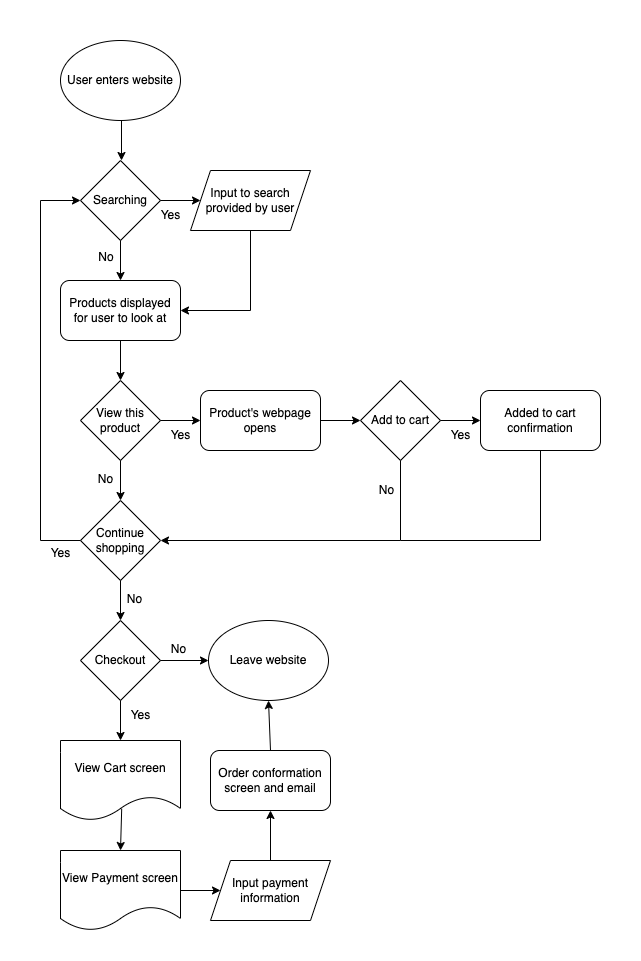 User enters website
Searching
Yes
Input to search
provided by user
No
Products displayed
for user to look at
View this
product
Yes
Product's webpage
opens
Add to cart
Yes
Added to cart
confirmation
No
No
Continue
shopping
Yes
No
Checkout
No
Leave website
Yes
View Cart screen
Order conformation
screen and email
View Payment screen
Input payment
information